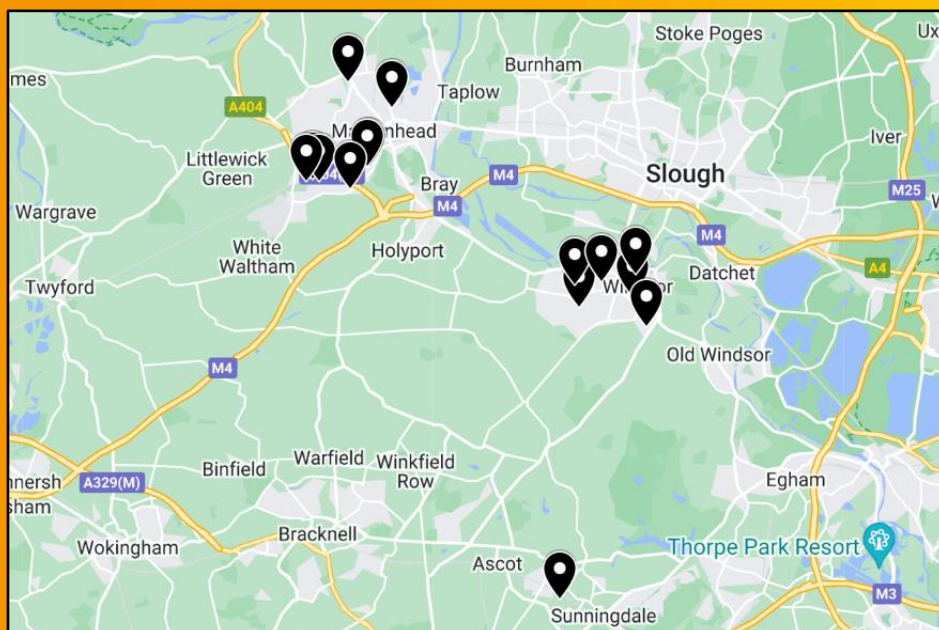 Stoke Poges
Ux
mes
Burnham
Taplow
A404
Iver
Littlewick
Green
Slough
M4
M25
Bray
Wargrave
M4
White
Waltham
Holyport
M4
Datchet
A4
Twyford
Old Windsor
M4
Binfield
Warfield
Winkfield
Row
Egham
nnersh
sham
A329(M)
Bracknell
Wokingham
Ascot
Thorpe Park Resort
M3
Sunningdale